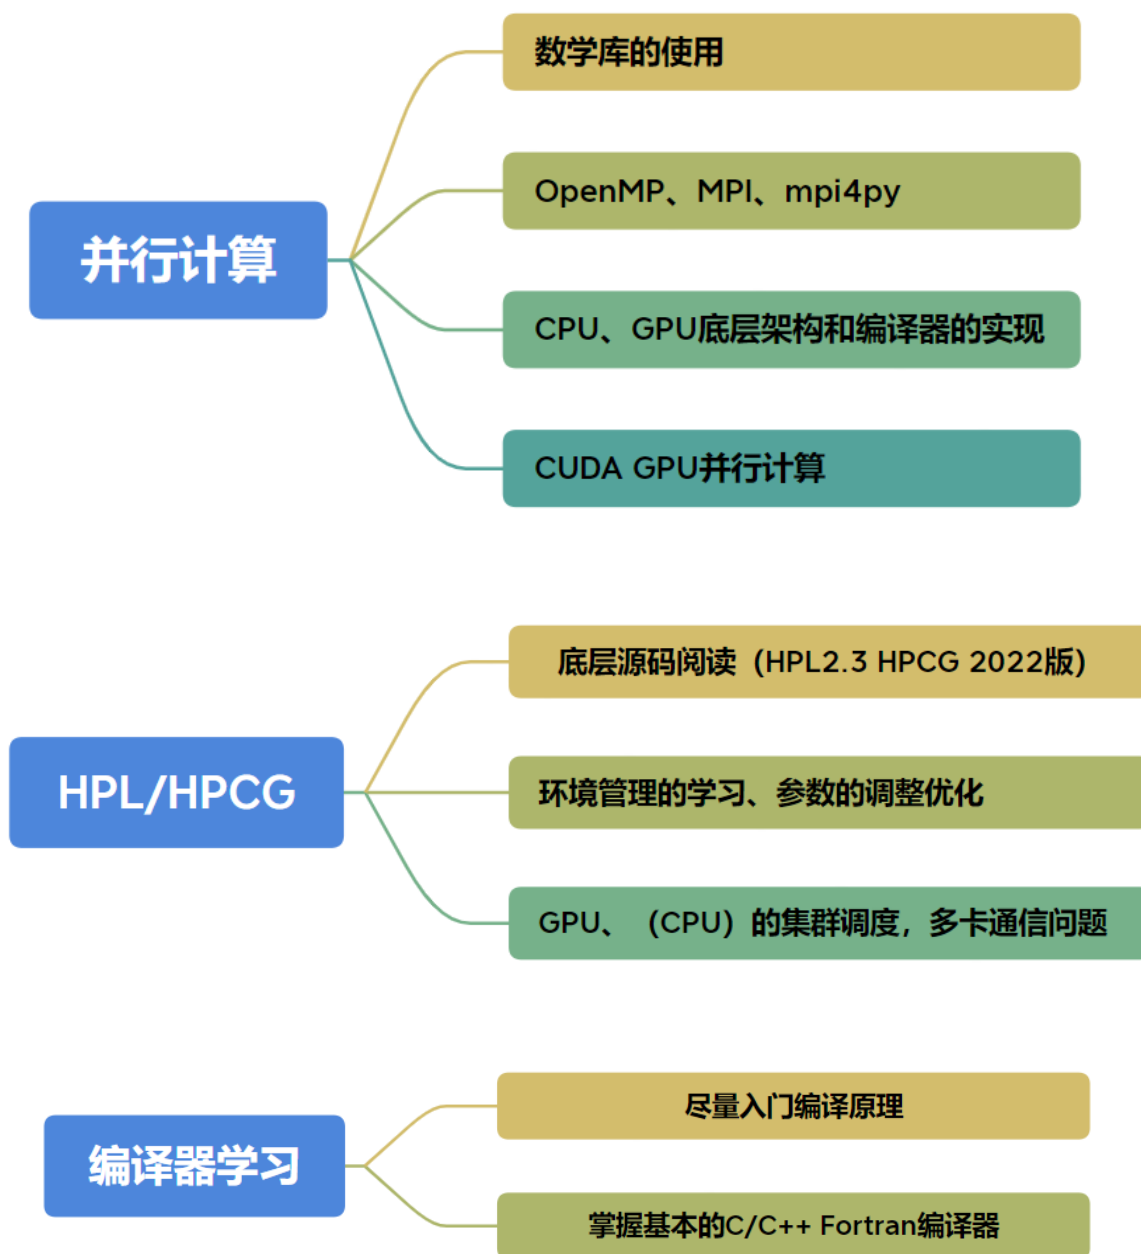 数学库的使用
OpenMP、MPI、mpi4py
并行计算
CPU、GPU底层架构和编译器的实现
CUDA GPU并行计算
底层源码阅读（HPL2.3 HPCG 2022版）
HPL/HPCG
环境管理的学习、参数的调整优化
GPU、（CPU）的集群调度，多卡通信问题
尽量入门编译原理
编译器学习
掌握基本的C/C++ Fortran编译器